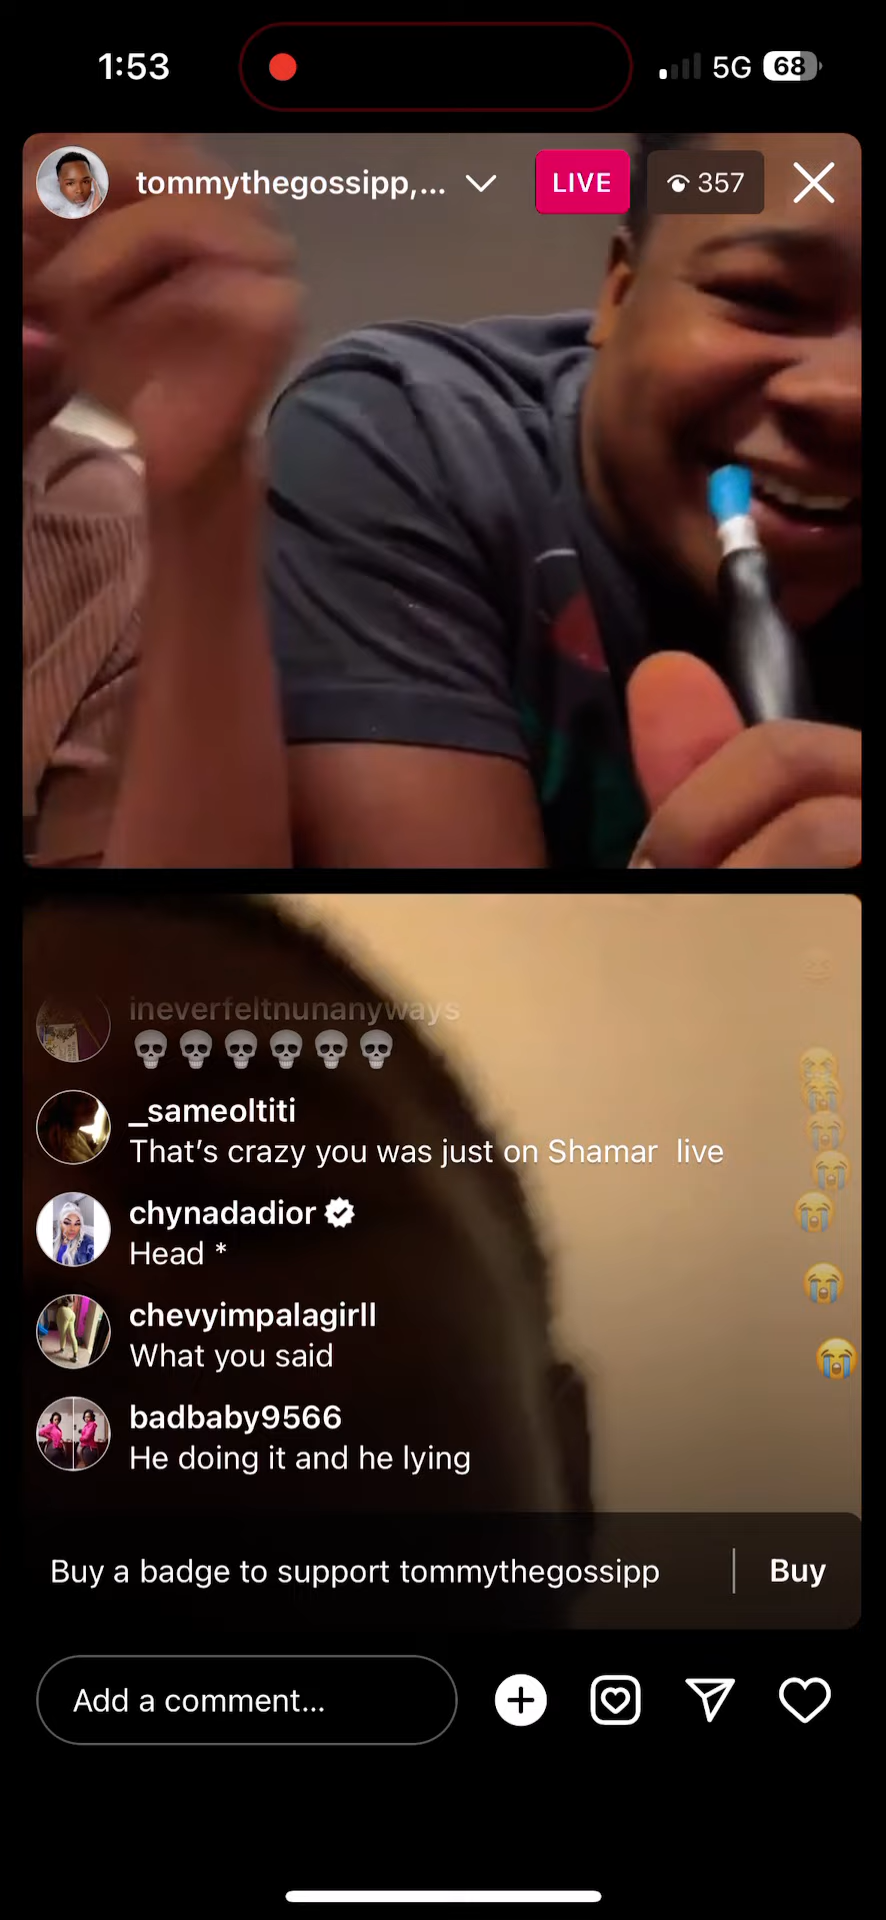 1:53
5G 68
tommythegossipp,...
LIVE
357
ineverfeltnunanyways
💀💀💀💀💀💀
_sameoltiti
That’s crazy you was just on Shamar  live
chynadadior
Head *
chevyimpalagirll
What you said
badbaby9566
He doing it and he lying
Buy a badge to support tommythegossipp
Buy
Add a comment...